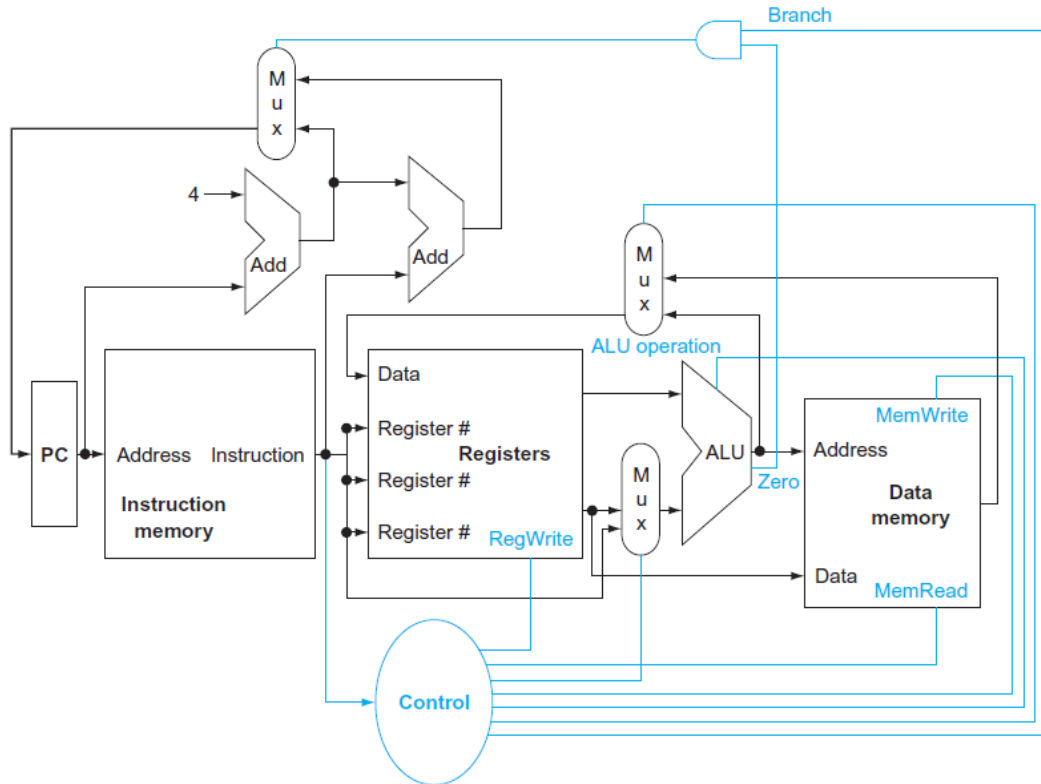 Branch
M
u
x
4
Add
Add
M
u
x
ALU operation
Data
Register #
Registers
Register #
Register #
RegWrite
PC
Address
Instruction
Instruction
memory
M
u
x
ALU
Zero
MemWrite
Address
Data
memory
Data
MemRead
Control